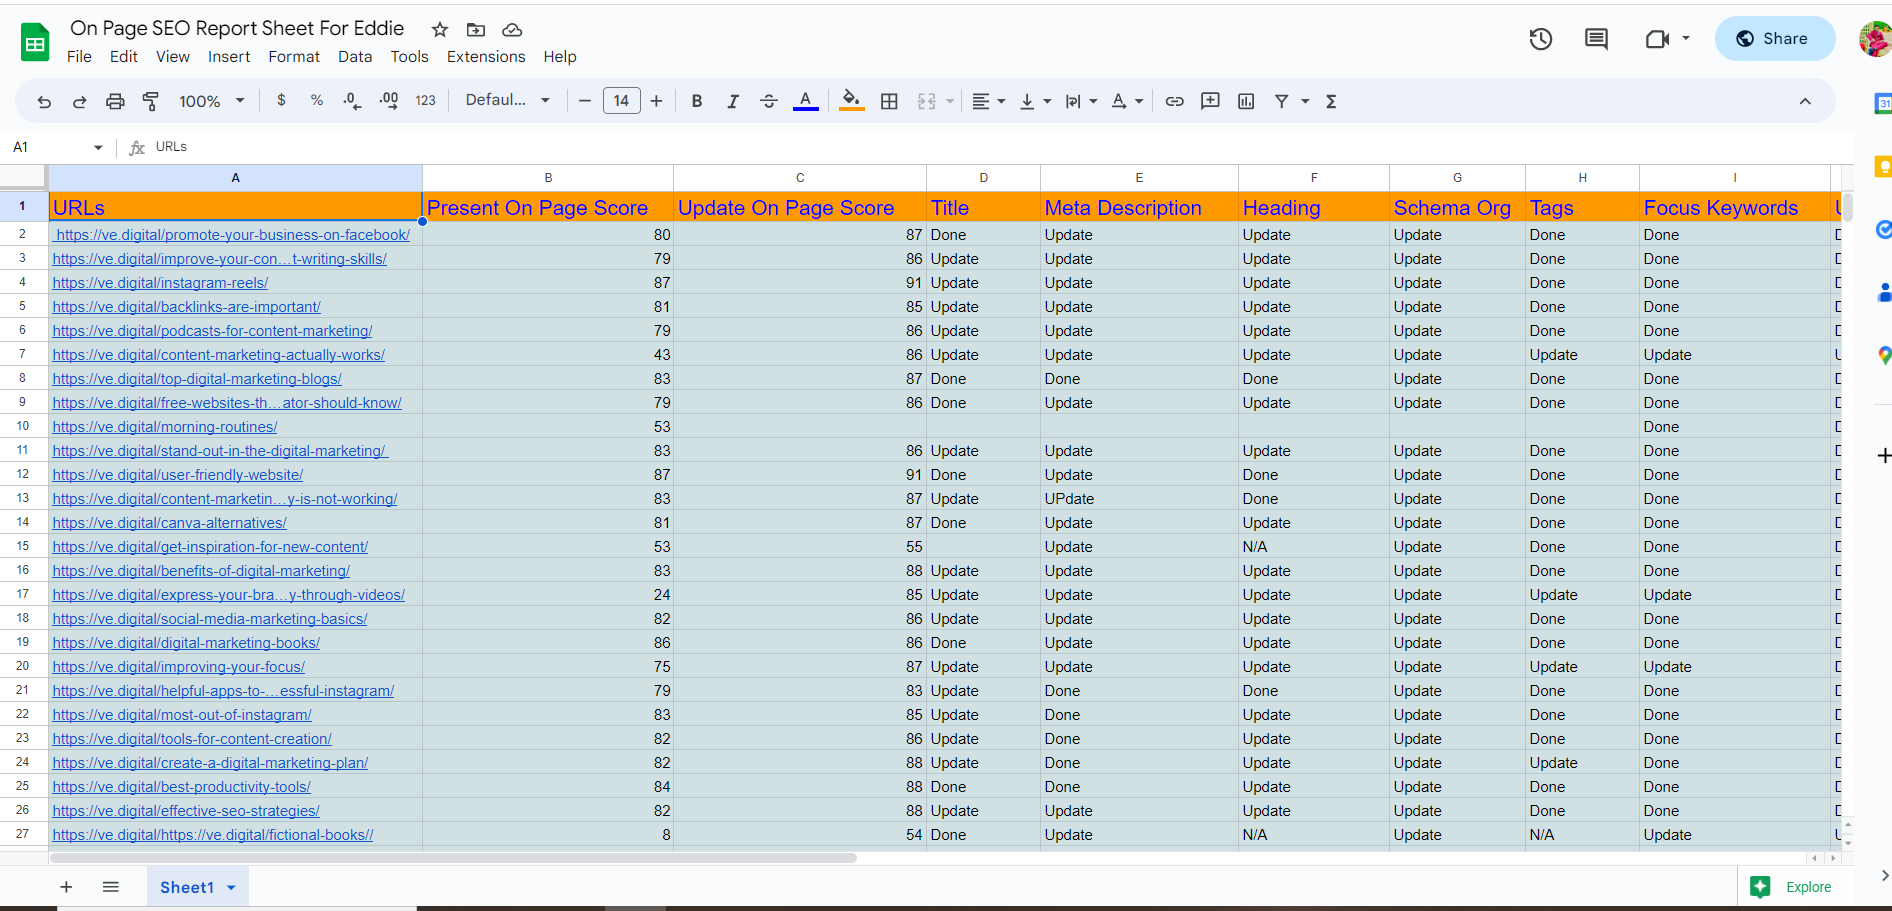 On Page SEO Report Sheet For Eddie
File Edit View Insert Format Data Tools Extensions Help
Share
100% $ % .0 .00 123 Defaul... 14 B I S A A Σ
31
A1 fx URLs
A B C D E F G H I
1 URLs Present On Page Score Update On Page Score Title Meta Description Heading Schema Org Tags Focus Keywords
2 https://ve.digital/promote-your-business-on-facebook/ 80 87 Done Update Update Update Done Done
3 https://ve.digital/improve-your-con…t-writing-skills/ 79 86 Update Update Update Update Done Done
4 https://ve.digital/instagram-reels/ 87 91 Update Update Update Update Done Done
5 https://ve.digital/backlinks-are-important/ 81 85 Update Update Update Update Done Done
6 https://ve.digital/podcasts-for-content-marketing/ 79 86 Update Update Update Update Done Done
7 https://ve.digital/content-marketing-actually-works/ 43 86 Update Update Update Update Update Update
8 https://ve.digital/top-digital-marketing-blogs/ 83 87 Done Done Done Update Done Done
9 https://ve.digital/free-websites-th…ator-should-know/ 79 86 Done Update Update Update Done Done
10 https://ve.digital/morning-routines/ 53 Done
11 https://ve.digital/stand-out-in-the-digital-marketing/ 83 86 Update Update Update Update Done Done
12 https://ve.digital/user-friendly-website/ 87 91 Done Update Done Update Done Done
13 https://ve.digital/content-marketin…y-is-not-working/ 83 87 Update UPdate Done Update Done Done
14 https://ve.digital/canva-alternatives/ 81 87 Done Update Update Update Done Done
15 https://ve.digital/get-inspiration-for-new-content/ 53 55 Update N/A Update Done Done
16 https://ve.digital/benefits-of-digital-marketing/ 83 88 Update Update Update Update Done Done
17 https://ve.digital/express-your-bra…y-through-videos/ 24 85 Update Update Update Update Update Update
18 https://ve.digital/social-media-marketing-basics/ 82 86 Update Update Update Update Done Done
19 https://ve.digital/digital-marketing-books/ 86 86 Done Update Update Update Done Done
20 https://ve.digital/improving-your-focus/ 75 87 Update Update Update Update Update Update
21 https://ve.digital/helpful-apps-to-…essful-instagram/ 79 83 Update Done Done Update Done Done
22 https://ve.digital/most-out-of-instagram/ 83 85 Update Done Update Update Done Done
23 https://ve.digital/tools-for-content-creation/ 82 86 Update Done Update Update Done Done
24 https://ve.digital/create-a-digital-marketing-plan/ 82 88 Update Done Update Update Update Done
25 https://ve.digital/best-productivity-tools/ 84 88 Done Done Update Update Done Done
26 https://ve.digital/effective-seo-strategies/ 82 88 Update Update Update Update Done Done
27 https://ve.digital/https://ve.digital/fictional-books// 8 54 Done Update N/A Update N/A Update
Sheet1
Explore